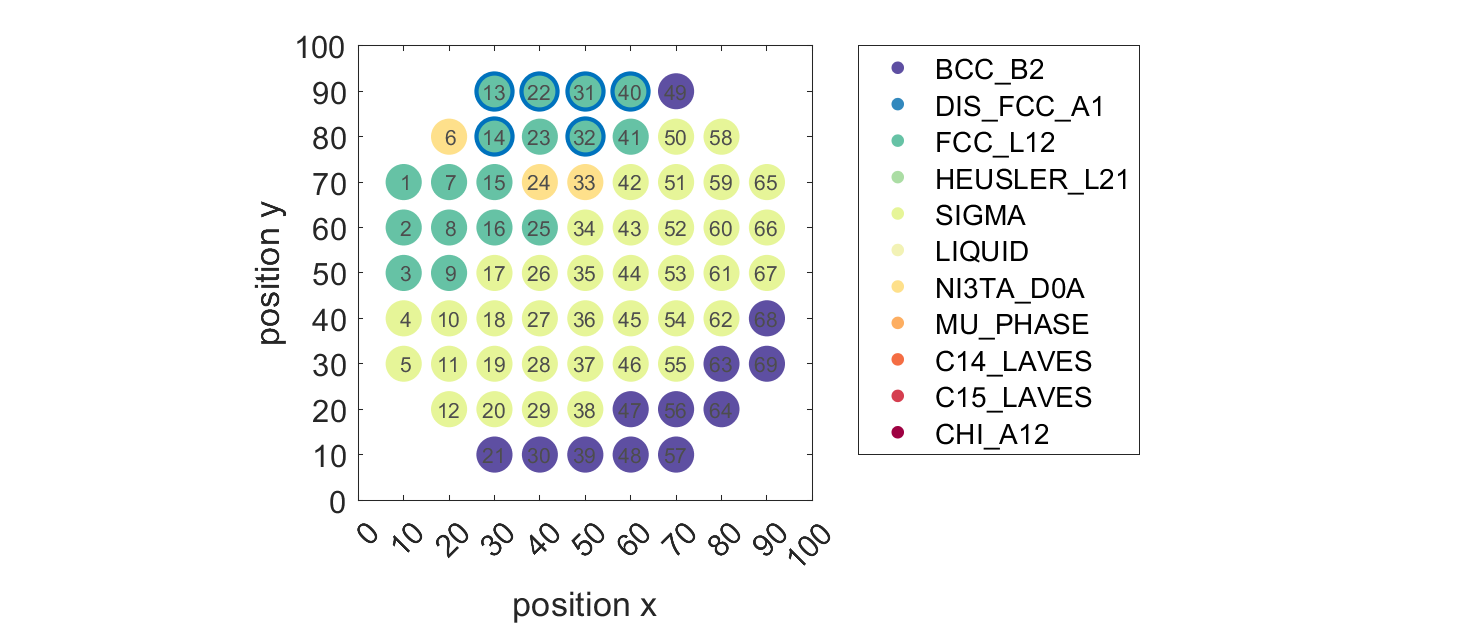 100
90
80
70
60
50
40
30
20
10
0
position y
13 22 31 40 49
6 14 23 32 41 50 58
1 7 15 24 33 42 51 59 65
2 8 16 25 34 43 52 60 66
3 9 17 26 35 44 53 61 67
4 10 18 27 36 45 54 62 68
5 11 19 28 37 46 55 63 69
12 20 29 38 47 56 64
21 30 39 48 57
0 10 20 30 40 50 60 70 80 90 100
position x
BCC_B2
DIS_FCC_A1
FCC_L12
HEUSLER_L21
SIGMA
LIQUID
NI3TA_D0A
MU_PHASE
C14_LAVES
C15_LAVES
CHI_A12